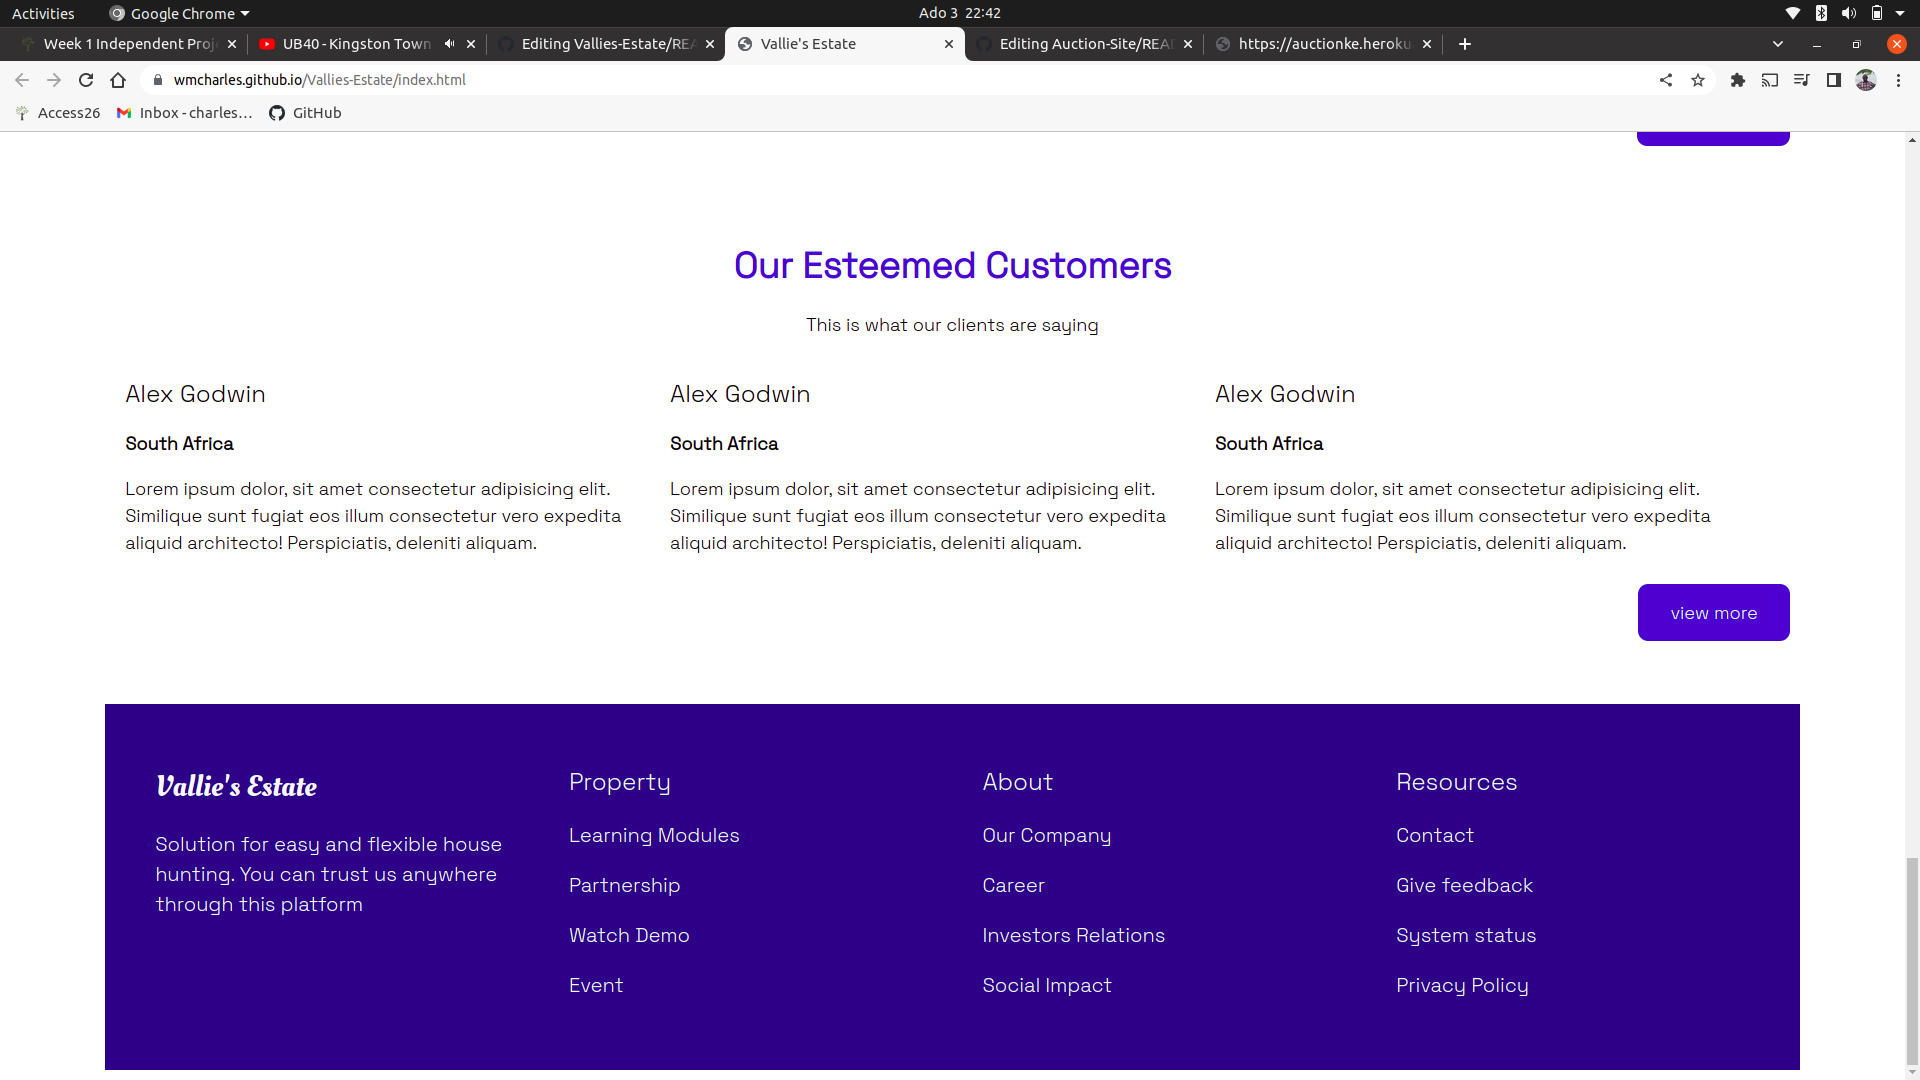 Activities
Google Chrome
Ado 3 22:42
Week 1 Independent Proj
UB40 - Kingston Town
Editing Vallies-Estate/REA
Vallie's Estate
Editing Auction-Site/REA
https://auctionke.heroku
wmcharles.github.io/Vallies-Estate/index.html
Access26
Inbox - charles...
GitHub
Our Esteemed Customers
This is what our clients are saying
Alex Godwin
South Africa
Lorem ipsum dolor, sit amet consectetur adipisicing elit.
Similique sunt fugiat eos illum consectetur vero expedita
aliquid architecto! Perspiciatis, deleniti aliquam.
Alex Godwin
South Africa
Lorem ipsum dolor, sit amet consectetur adipisicing elit.
Similique sunt fugiat eos illum consectetur vero expedita
aliquid architecto! Perspiciatis, deleniti aliquam.
Alex Godwin
South Africa
Lorem ipsum dolor, sit amet consectetur adipisicing elit.
Similique sunt fugiat eos illum consectetur vero expedita
aliquid architecto! Perspiciatis, deleniti aliquam.
view more
Vallie's Estate
Solution for easy and flexible house
hunting. You can trust us anywhere
through this platform
Property
Learning Modules
Partnership
Watch Demo
Event
About
Our Company
Career
Investors Relations
Social Impact
Resources
Contact
Give feedback
System status
Privacy Policy